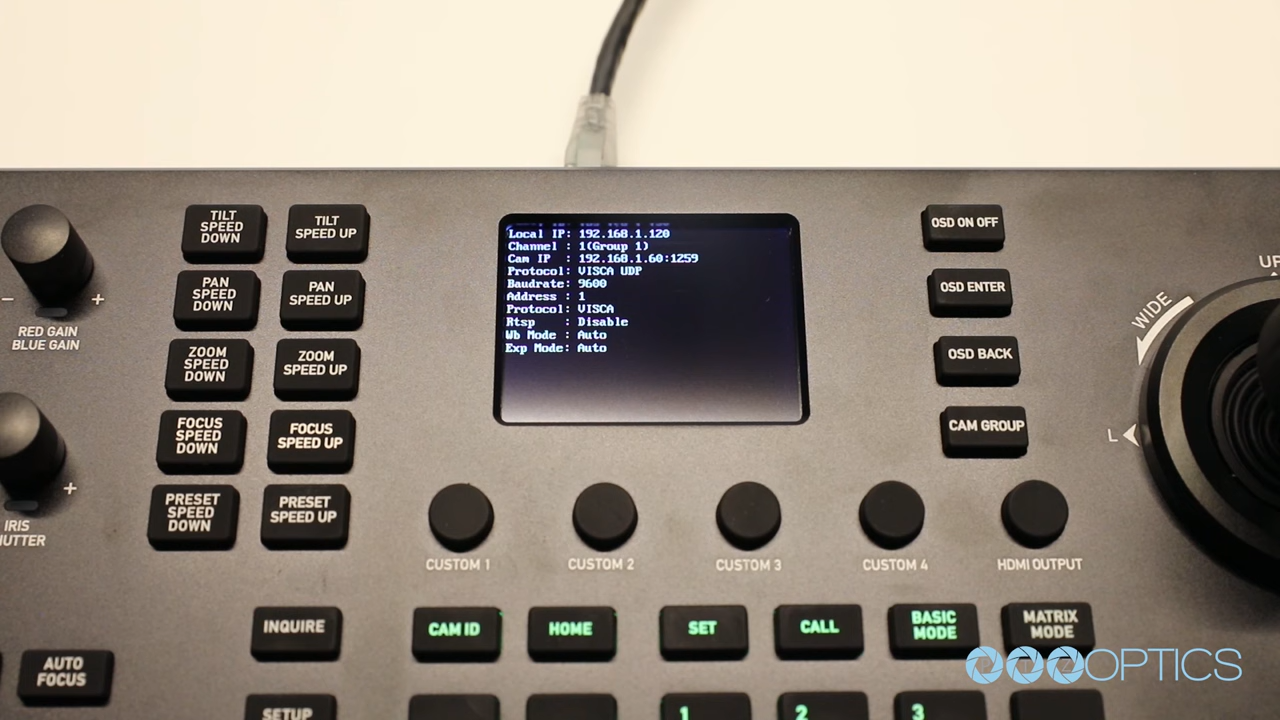 TILT
SPEED
DOWN
TILT
SPEED UP
PAN
SPEED
DOWN
PAN
SPEED UP
ZOOM
SPEED
DOWN
ZOOM
SPEED UP
FOCUS
SPEED
DOWN
FOCUS
SPEED UP
PRESET
SPEED
DOWN
PRESET
SPEED UP
− +
RED GAIN
BLUE GAIN
+
IRIS
Local IP: 192.168.1.120
Channel : 1(Group 1)
Cam IP : 192.168.1.60:1259
Protocol: VISCA UDP
Baudrate: 9600
Address : 1
Protocol: VISCA
Rtsp : Disable
Wb Mode : Auto
Exp Mode: Auto
OSD ON OFF
OSD ENTER
OSD BACK
CAM GROUP
UP
WIDE
L
CUSTOM 1
CUSTOM 2
CUSTOM 3
CUSTOM 4
HDMI OUTPUT
INQUIRE
CAM ID
HOME
SET
CALL
BASIC
MODE
MATRIX
MODE
AUTO
FOCUS
SETUP
1
2
3
OPTICS